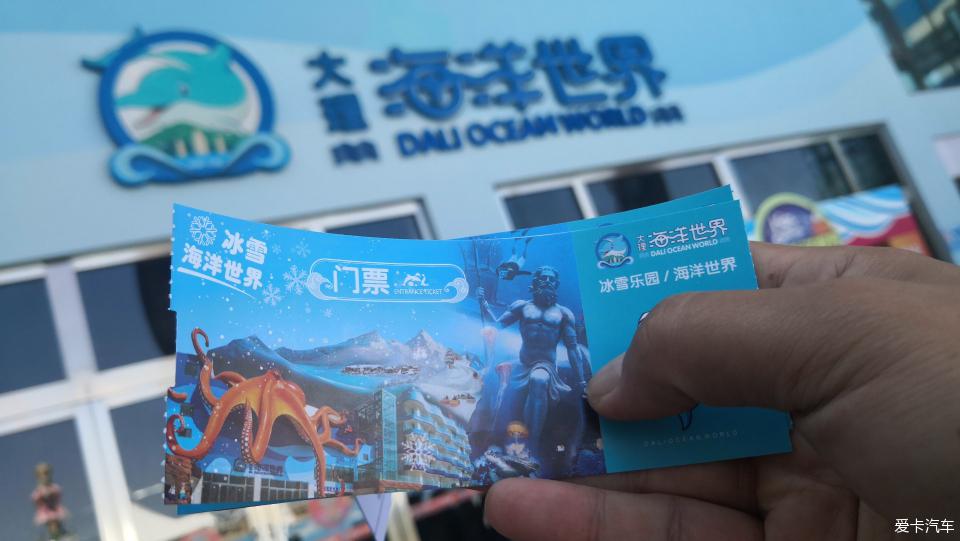 大理
海洋世界
DALI OCEAN WORLD
冰雪
海洋世界
门票
ENTRANCE TICKET
大理
海洋世界
DALI OCEAN WORLD
冰雪乐园 / 海洋世界
DALI OCEAN WORLD
爱卡汽车